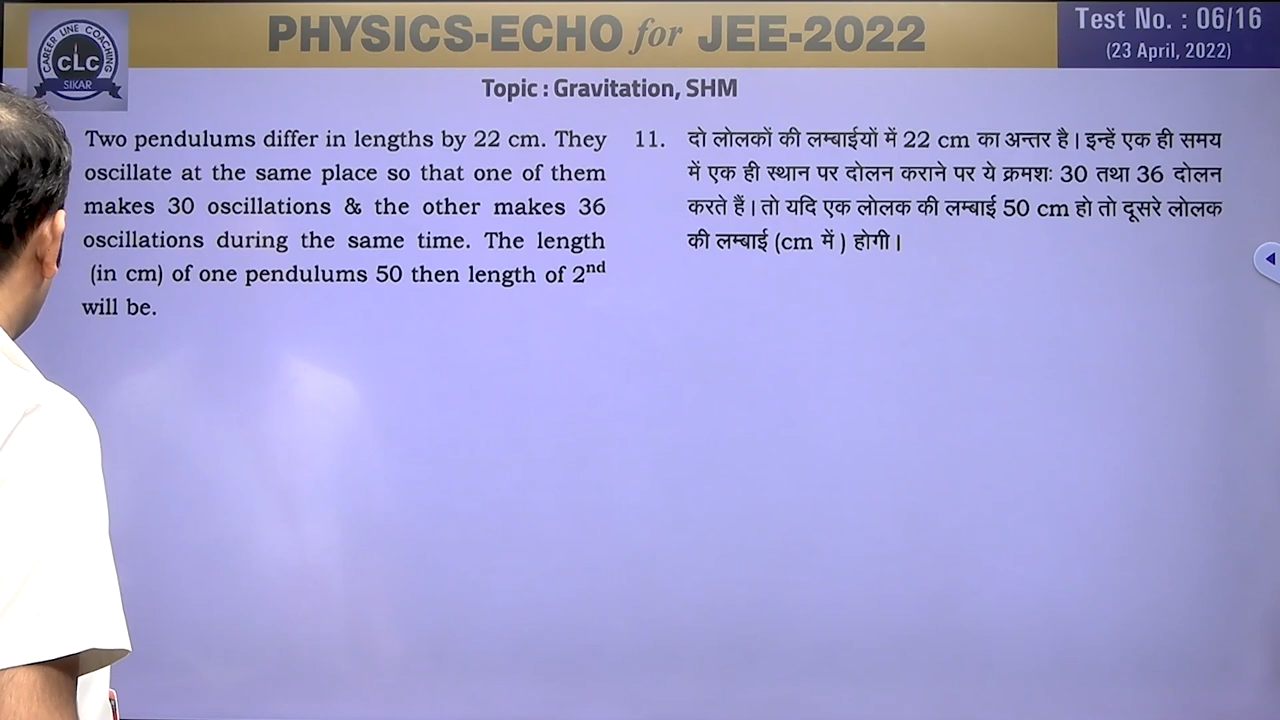 CAREER LINE COACHING
CLC
SIKAR
PHYSICS-ECHO for JEE-2022
Test No. : 06/16
(23 April, 2022)
Topic : Gravitation, SHM
Two pendulums differ in lengths by 22 cm. They
oscillate at the same place so that one of them
makes 30 oscillations & the other makes 36
oscillations during the same time. The length
(in cm) of one pendulums 50 then length of 2nd
will be.
11. दो लोलकों की लम्बाईयों में 22 cm का अन्तर है। इन्हें एक ही समय
में एक ही स्थान पर दोलन कराने पर ये क्रमशः 30 तथा 36 दोलन
करते हैं। तो यदि एक लोलक की लम्बाई 50 cm हो तो दूसरे लोलक
की लम्बाई (cm में ) होगी।